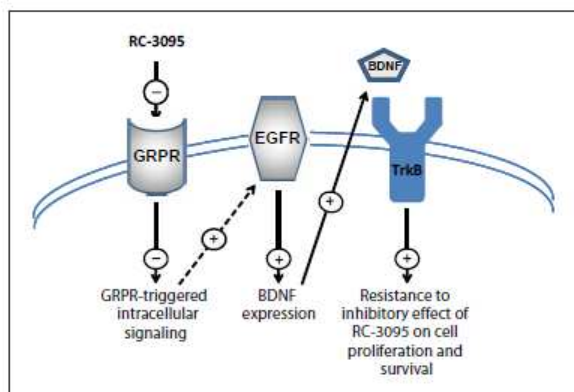 RC-3095
BDNF
−
GRPR
EGFR
TrkB
+
+
−
+
+
GRPR-triggered
intracellular
signaling
BDNF
expression
Resistance to
inhibitory effect of
RC-3095 on cell
proliferation and
survival